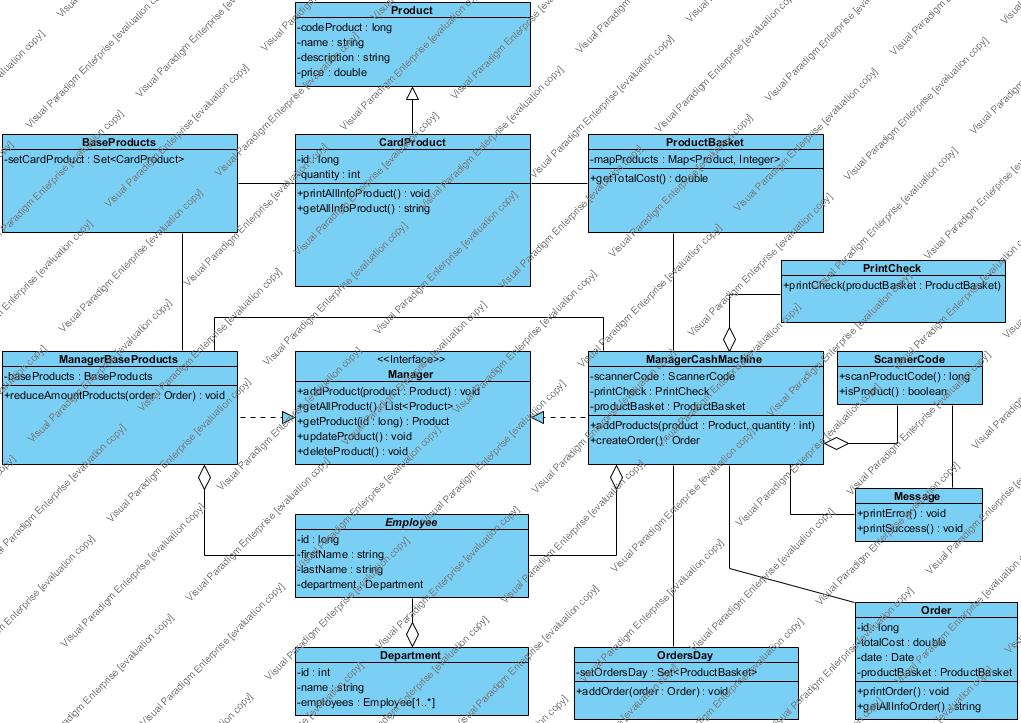 Product
-codeProduct : long
-name : string
-description : string
-price : double
BaseProducts
-setCardProduct : Set<CardProduct>
CardProduct
-id : long
-quantity : int
+printAllInfoProduct() : void
+getAllInfoProduct() : string
ProductBasket
-mapProducts : Map<Product, Integer>
+getTotalCost() : double
PrintCheck
+printCheck(productBasket : ProductBasket)
ManagerBaseProducts
-baseProducts : BaseProducts
+reduceAmountProducts(order : Order) : void
<<Interface>>
Manager
+addProduct(product : Product) : void
+getAllProduct() : List<Product>
+getProduct(id : long) : Product
+updateProduct() : void
+deleteProduct() : void
ManagerCashMachine
-scannerCode : ScannerCode
-printCheck : PrintCheck
-productBasket : ProductBasket
+addProducts(product : Product, quantity : int)
+createOrder() : Order
ScannerCode
+scanProductCode() : long
+isProduct() : boolean
Message
+printError() : void
+printSuccess() : void
Employee
-id : long
-firstName : string
-lastName : string
-department : Department
Department
-id : int
-name : string
-employees : Employee[1..*]
OrdersDay
-setOrdersDay : Set<ProductBasket>
+addOrder(order : Order) : void
Order
-id : long
-totalCost : double
-date : Date
-productBasket : ProductBasket
+printOrder() : void
+getAllInfoOrder() : string
Visual Paradigm Enterprise [evaluation copy]